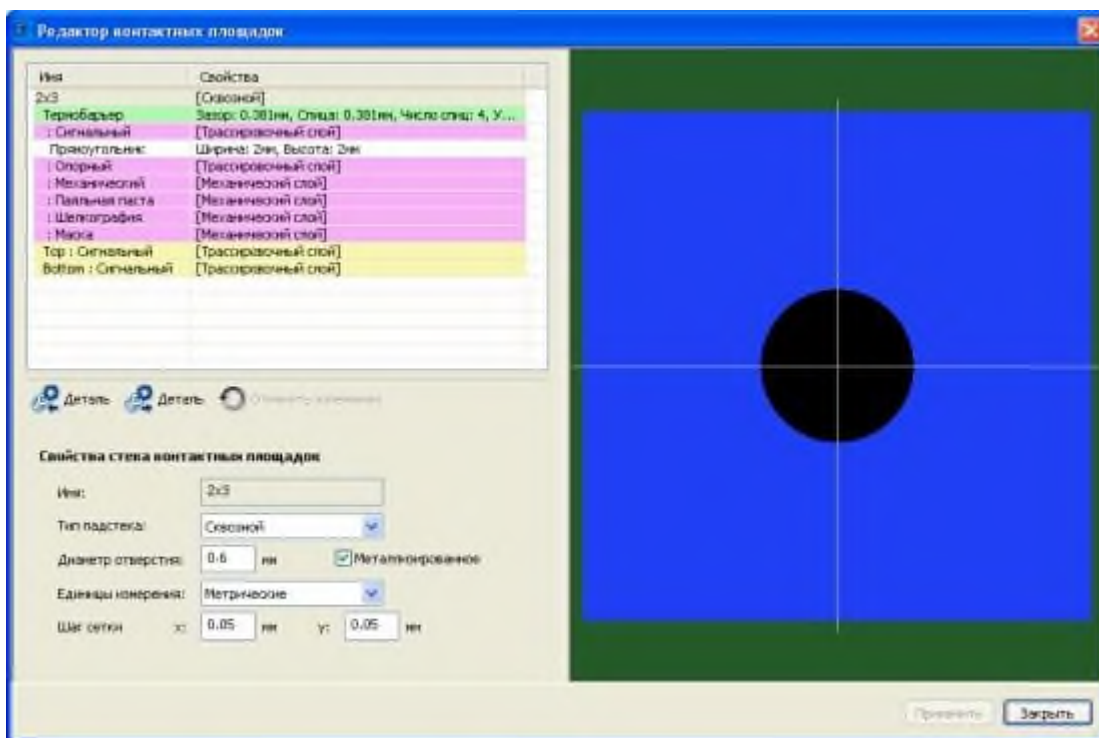 Редактор контактных площадок
Имя Свойства
2x3 [Сквозной]
Термобарьер Зазор: 0.381мм, Спица: 0.381мм, Число спиц: 4, У...
: Сигнальный [Трассировочный слой]
Прямоугольник: Ширина: 2мм, Высота: 2мм
: Опорный [Трассировочный слой]
: Механический [Механический слой]
: Паяльная паста [Механический слой]
: Шелкография [Механический слой]
: Маска [Механический слой]
Top : Сигнальный [Трассировочный слой]
Bottom : Сигнальный [Трассировочный слой]
Деталь Деталь Отменить изменения
Свойства стека контактных площадок
Имя: 2x3
Тип падстека: Сквозной
Диаметр отверстия: 0.6 мм Металлизированное
Единицы измерения: Метрические
Шаг сетки x: 0.05 мм y: 0.05 мм
Применить Закрыть